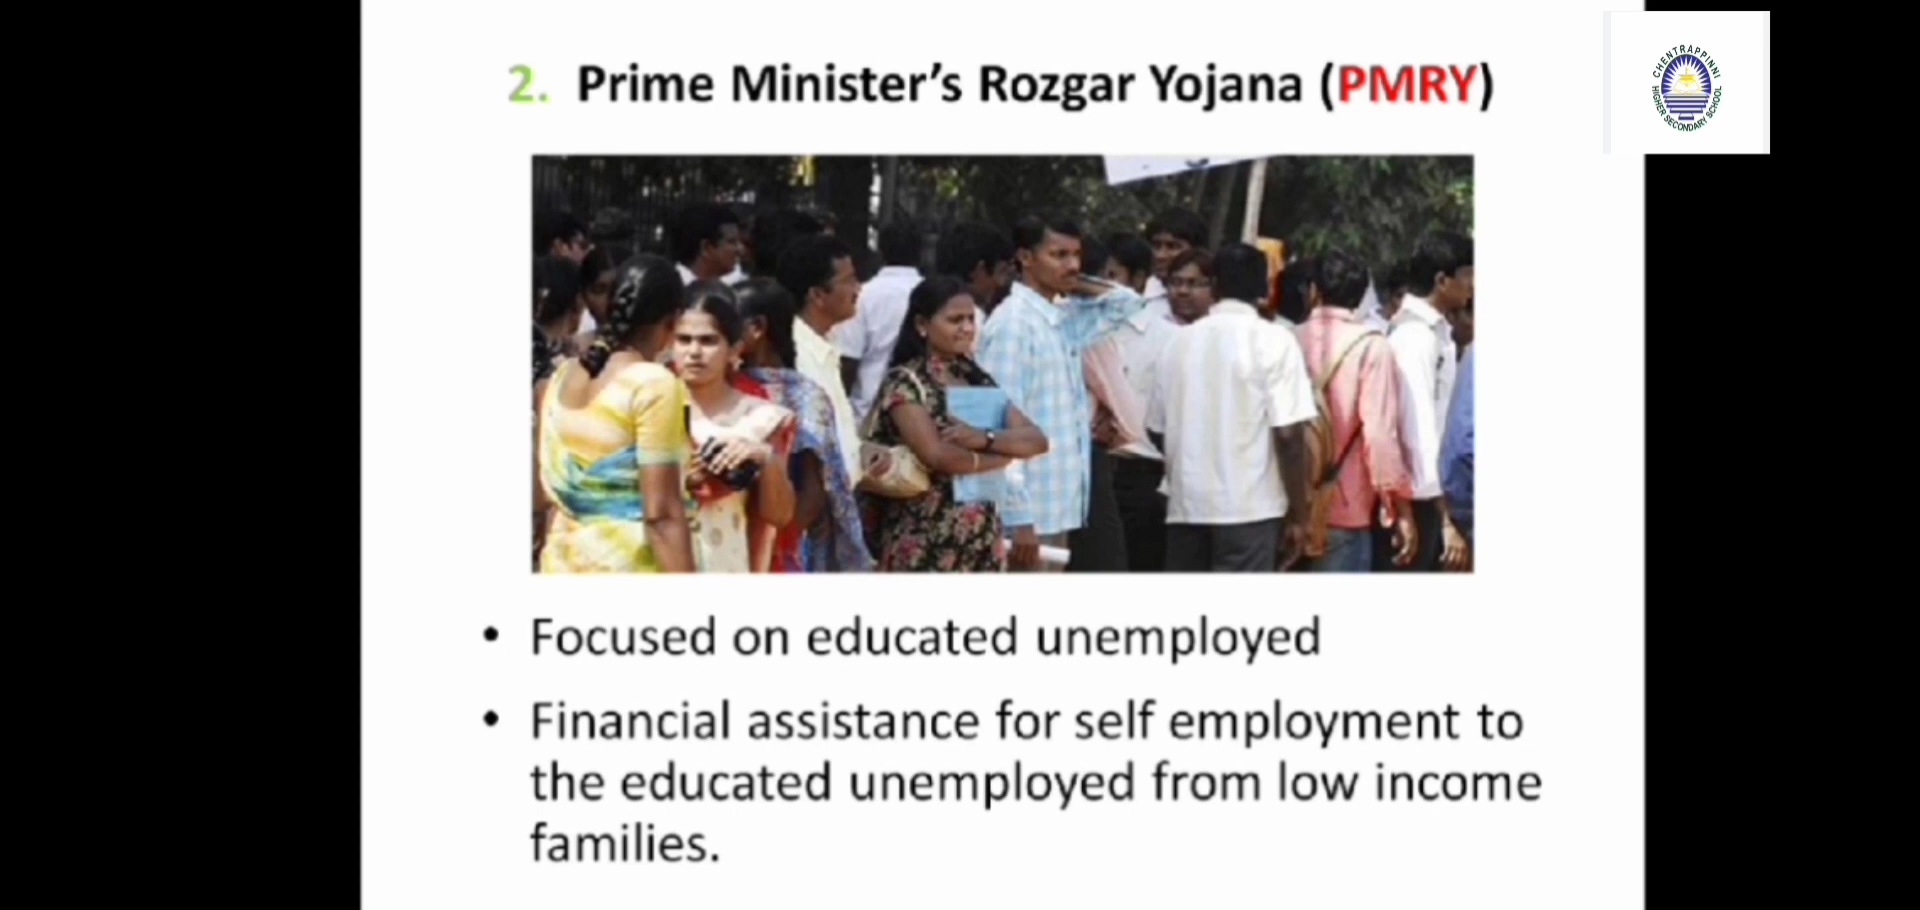 2. Prime Minister’s Rozgar Yojana (PMRY)
CHENTRAPPINNI
HIGHER SECONDARY SCHOOL
• Focused on educated unemployed
• Financial assistance for self employment to
the educated unemployed from low income
families.